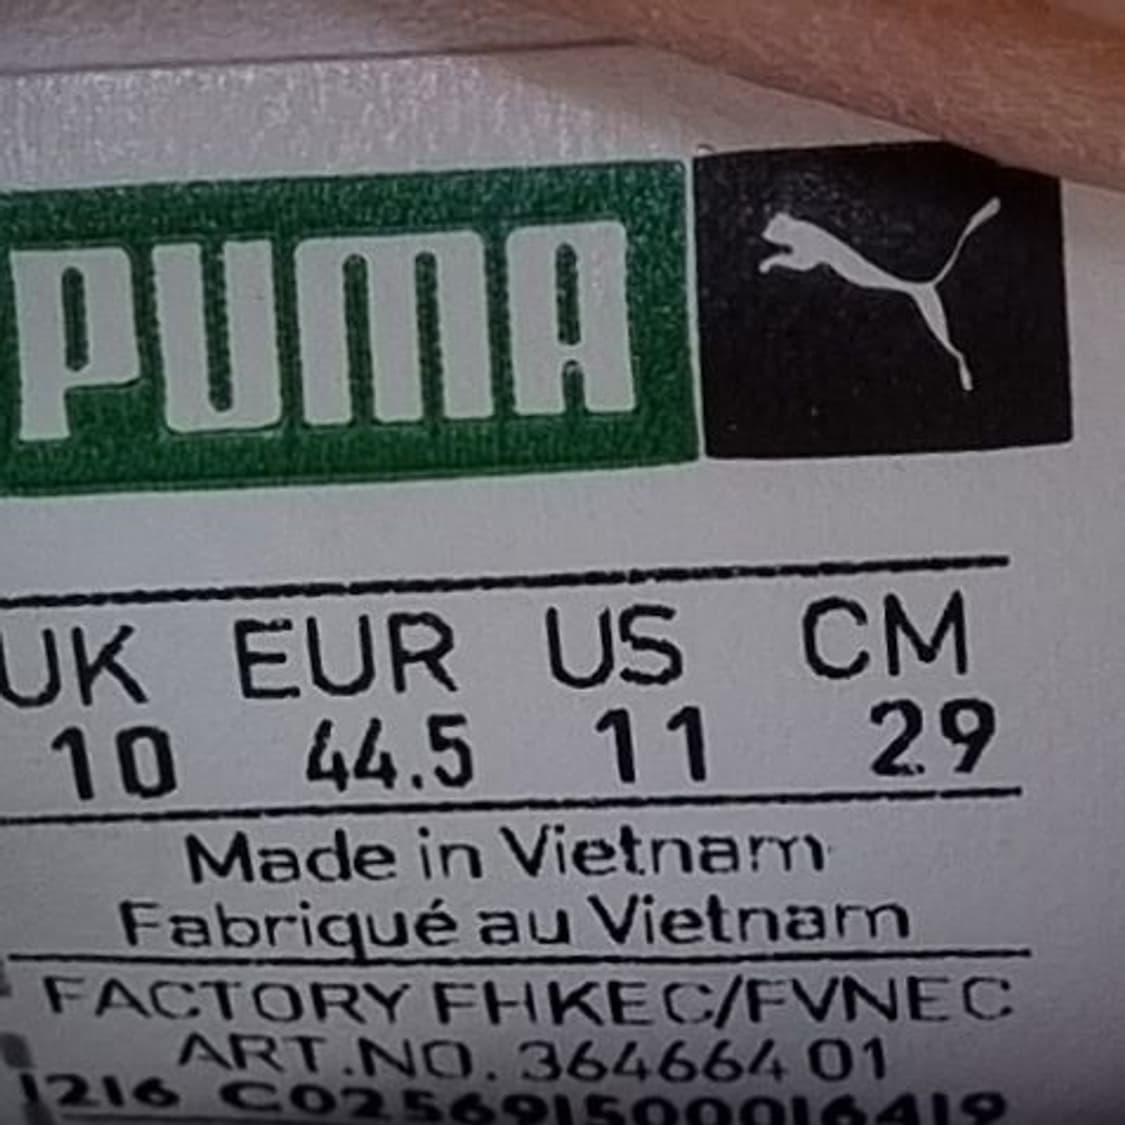 PUMA
UK EUR US CM
10 44.5 11 29
Made in Vietnam
Fabriqué au Vietnam
FACTORY FHKEC/FVNEC
ART.NO. 364664 01
1216